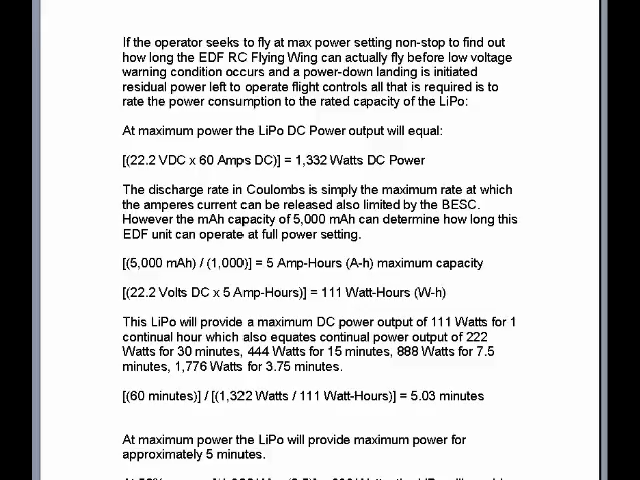 If the operator seeks to fly at max power setting non-stop to find out
how long the EDF RC Flying Wing can actually fly before low voltage
warning condition occurs and a power-down landing is initiated
residual power left to operate flight controls all that is required is to
rate the power consumption to the rated capacity of the LiPo:
At maximum power the LiPo DC Power output will equal:
[(22.2 VDC x 60 Amps DC)] = 1,332 Watts DC Power
The discharge rate in Coulombs is simply the maximum rate at which
the amperes current can be released also limited by the BESC.
However the mAh capacity of 5,000 mAh can determine how long this
EDF unit can operate at full power setting.
[(5,000 mAh) / (1,000)] = 5 Amp-Hours (A-h) maximum capacity
[(22.2 Volts DC x 5 Amp-Hours)] = 111 Watt-Hours (W-h)
This LiPo will provide a maximum DC power output of 111 Watts for 1
continual hour which also equates continual power output of 222
Watts for 30 minutes, 444 Watts for 15 minutes, 888 Watts for 7.5
minutes, 1,776 Watts for 3.75 minutes.
[(60 minutes)] / [(1,322 Watts / 111 Watt-Hours)] = 5.03 minutes
At maximum power the LiPo will provide maximum power for
approximately 5 minutes.